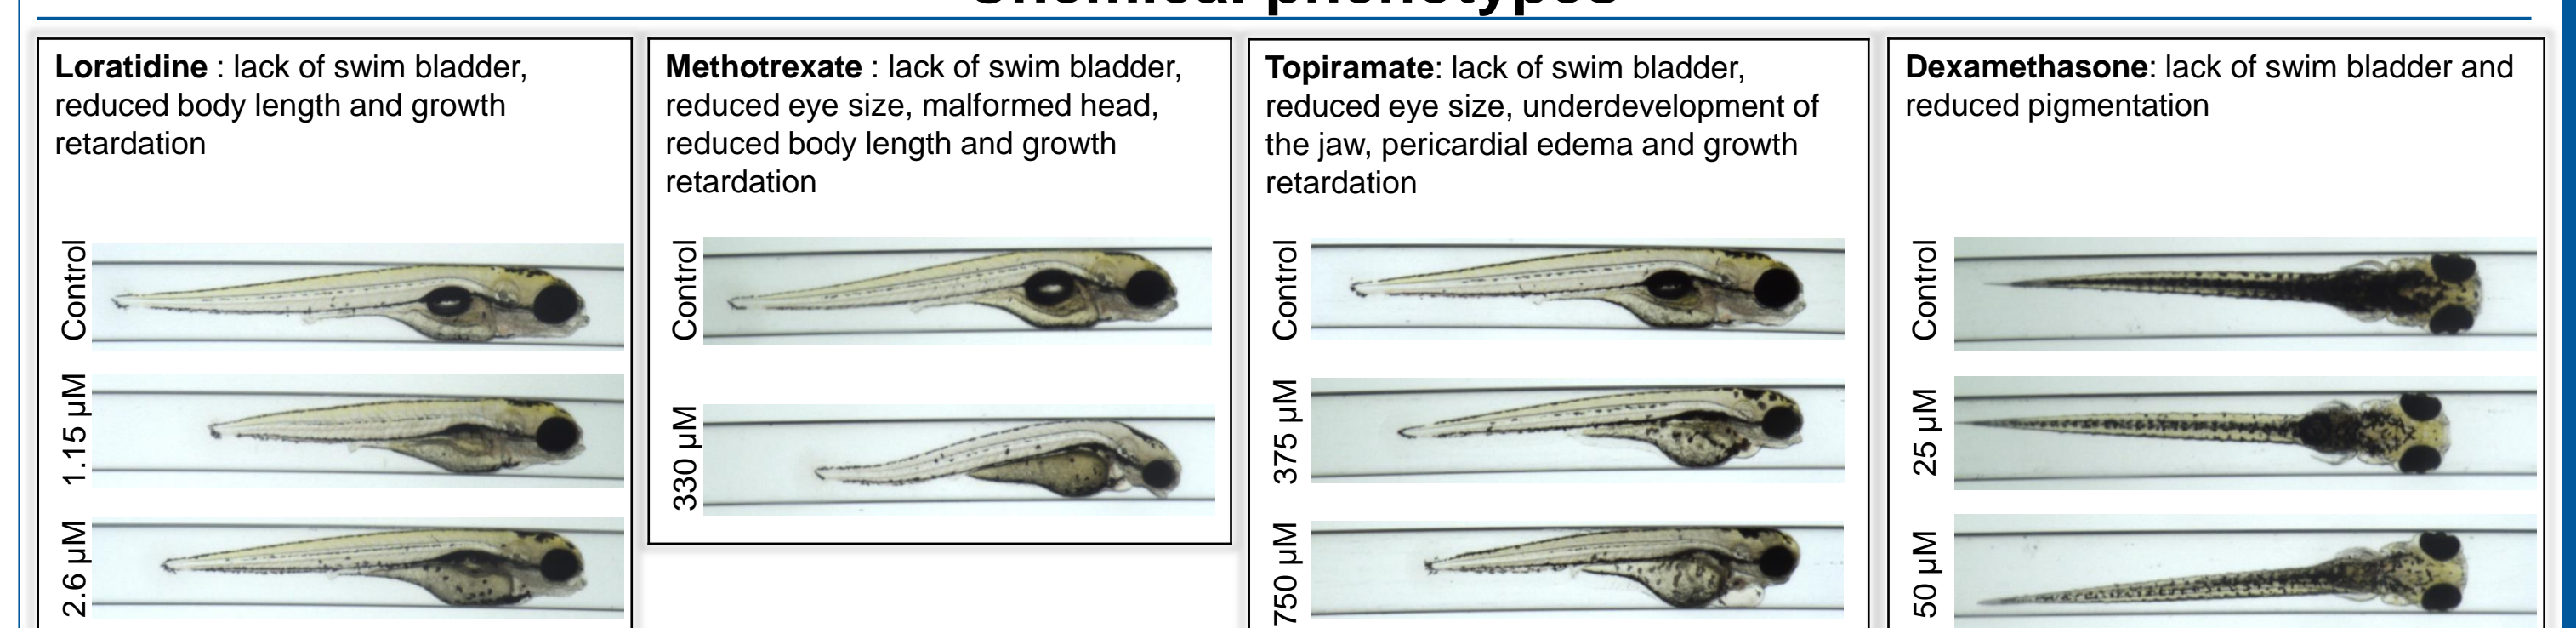 Chemical phenotypes
Loratidine : lack of swim bladder,
reduced body length and growth
retardation
Control
1.15 µM
2.6 µM
Methotrexate : lack of swim bladder,
reduced eye size, malformed head,
reduced body length and growth
retardation
Control
330 µM
Topiramate: lack of swim bladder,
reduced eye size, underdevelopment of
the jaw, pericardial edema and growth
retardation
Control
375 µM
750 µM
Dexamethasone: lack of swim bladder and
reduced pigmentation
Control
25 µM
50 µM